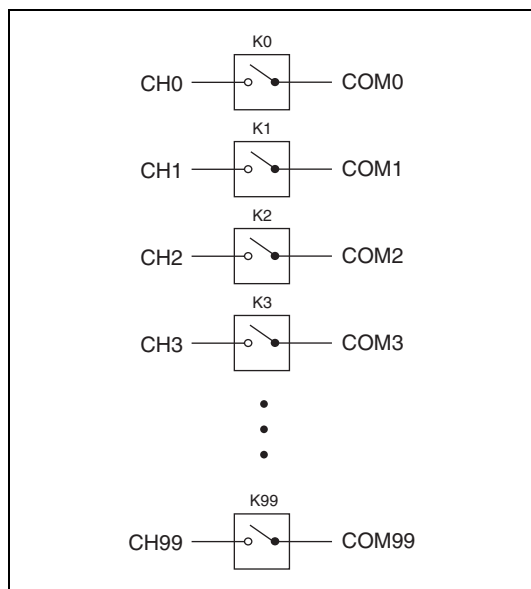 K0
CH0 COM0
K1
CH1 COM1
K2
CH2 COM2
K3
CH3 COM3
K99
CH99 COM99